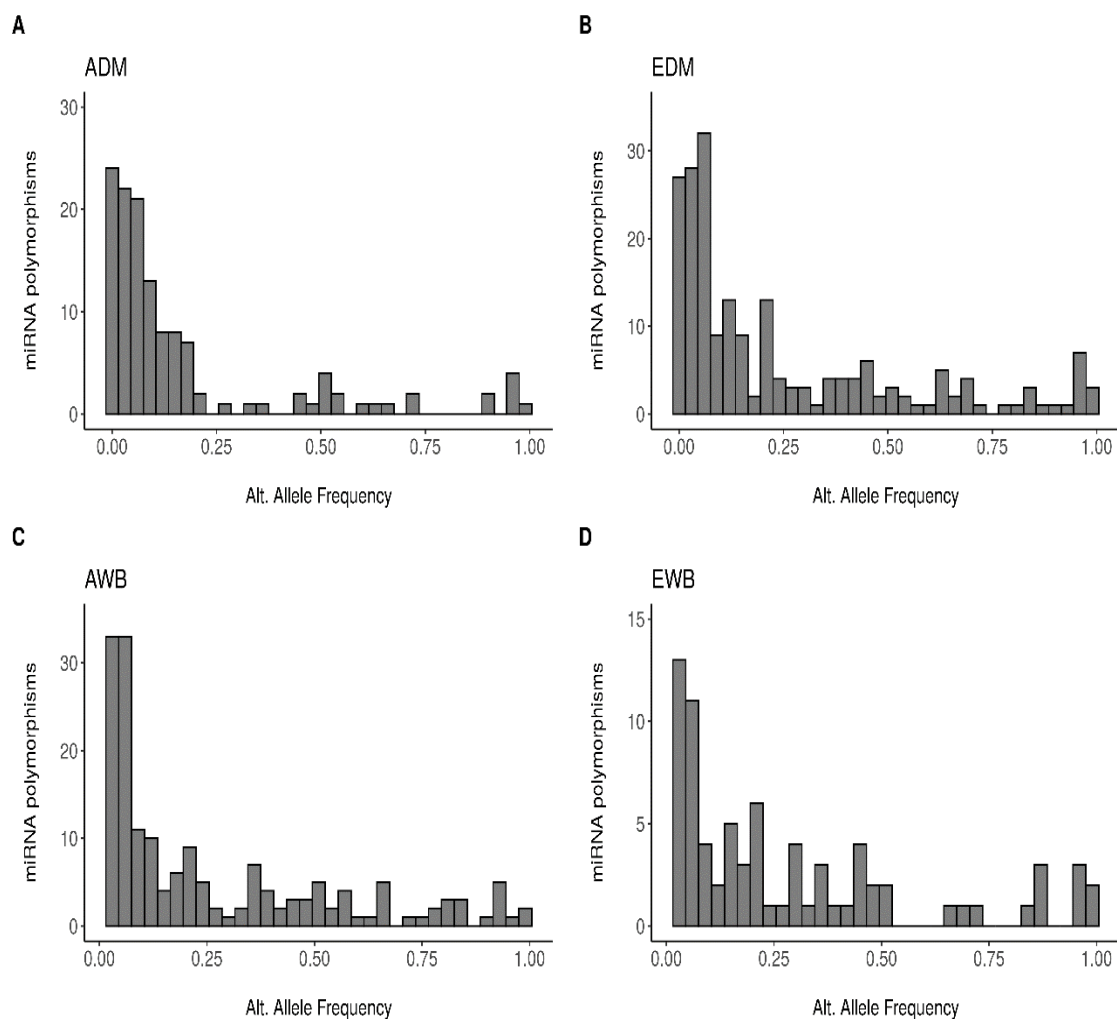 A
ADM
30
20
10
0
miRNA polymorphisms
0.00 0.25 0.50 0.75 1.00
Alt. Allele Frequency
B
EDM
30
20
10
0
miRNA polymorphisms
0.00 0.25 0.50 0.75 1.00
Alt. Allele Frequency
C
AWB
30
20
10
0
miRNA polymorphisms
0.00 0.25 0.50 0.75 1.00
Alt. Allele Frequency
D
EWB
15
10
5
0
miRNA polymorphisms
0.00 0.25 0.50 0.75 1.00
Alt. Allele Frequency